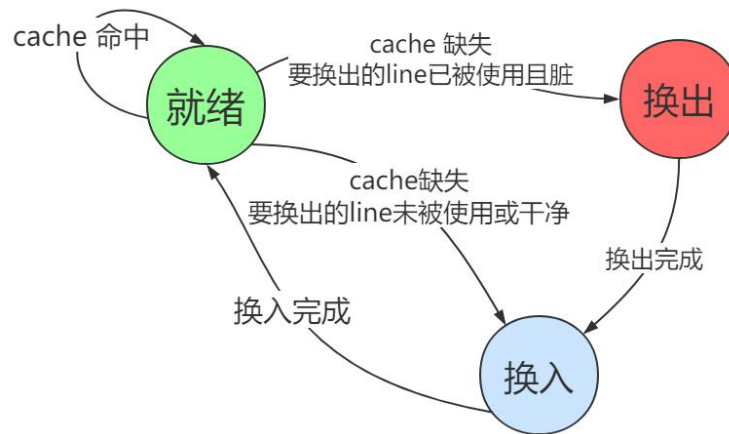 cache 命中
就绪
cache 缺失
要换出的line已被使用且脏
换出
cache缺失
要换出的line未被使用或干净
换出完成
换入完成
换入